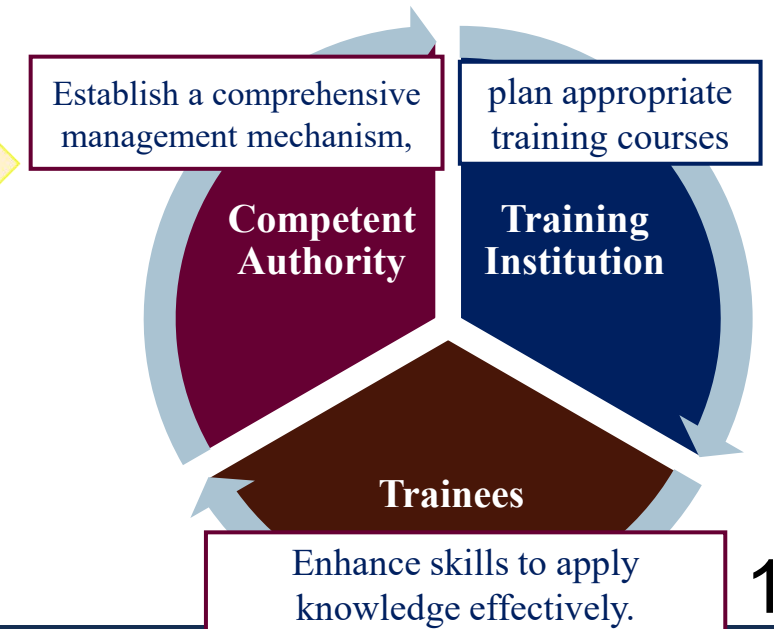 Establish a comprehensive
management mechanism,
plan appropriate
training courses
Competent
Authority
Training
Institution
Trainees
Enhance skills to apply
knowledge effectively.
1